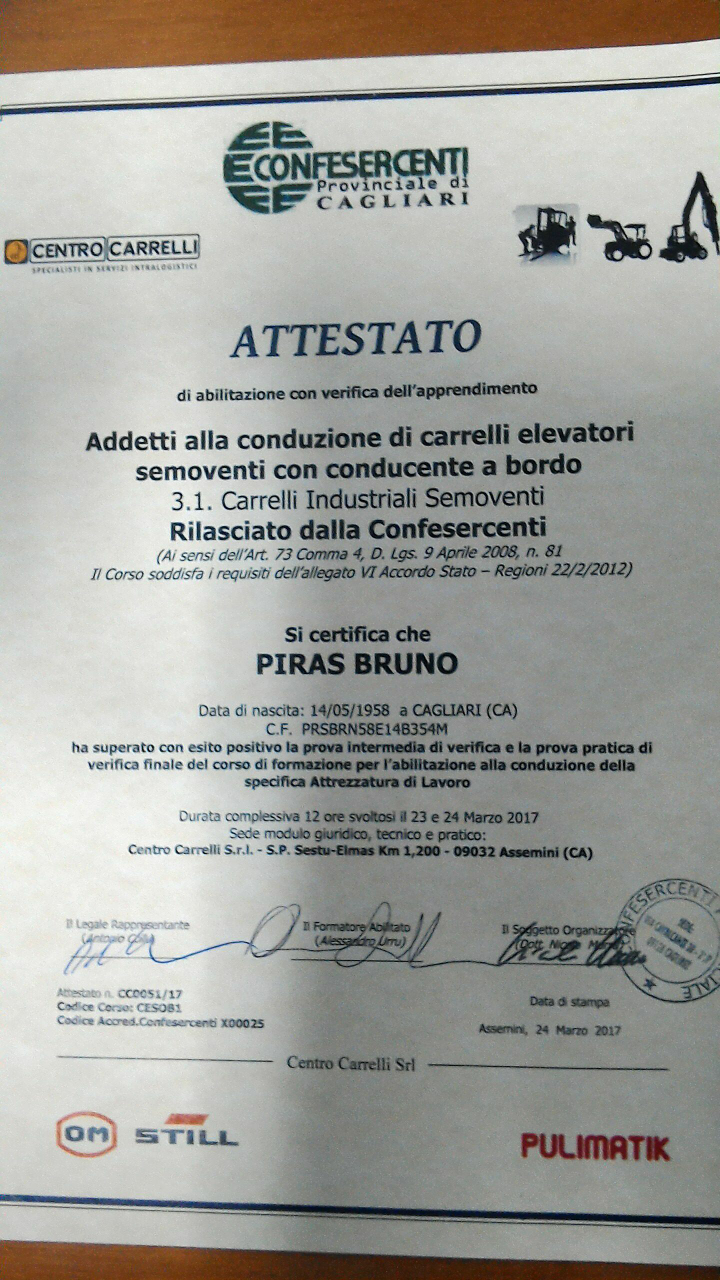 CONFESERCENTI
Provinciale di
CAGLIARI
CENTRO CARRELLI
SPECIALISTI IN SERVIZI INTRALOGISTICI
ATTESTATO
di abilitazione con verifica dell'apprendimento
Addetti alla conduzione di carrelli elevatori
semoventi con conducente a bordo
3.1. Carrelli Industriali Semoventi
Rilasciato dalla Confesercenti
(Ai sensi dell'Art. 73 Comma 4, D. Lgs. 9 Aprile 2008, n. 81
Il Corso soddisfa i requisiti dell'allegato VI Accordo Stato – Regioni 22/2/2012)
Si certifica che
PIRAS BRUNO
Data di nascita: 14/05/1958 a CAGLIARI (CA)
C.F. PRSBRN58E14B354M
ha superato con esito positivo la prova intermedia di verifica e la prova pratica di
verifica finale del corso di formazione per l'abilitazione alla conduzione della
specifica Attrezzatura di Lavoro
Durata complessiva 12 ore svoltosi il 23 e 24 Marzo 2017
Sede modulo giuridico, tecnico e pratico:
Centro Carrelli S.r.l. - S.P. Sestu-Elmas Km 1,200 - 09032 Assemini (CA)
Il Legale Rappresentante
(Antonio
Il Formatore Abilitato
(Alessandro Urru)
Il Soggetto Organizzatore
(Dott.
CONFESERCENTI
SEDE:
Attestato n. CC0051/17
Codice Corso: CESOB1
Codice Accred.Confesercenti X00025
Data di stampa
Assemini, 24 Marzo 2017
Centro Carrelli Srl
OM STILL
PULIMATIK